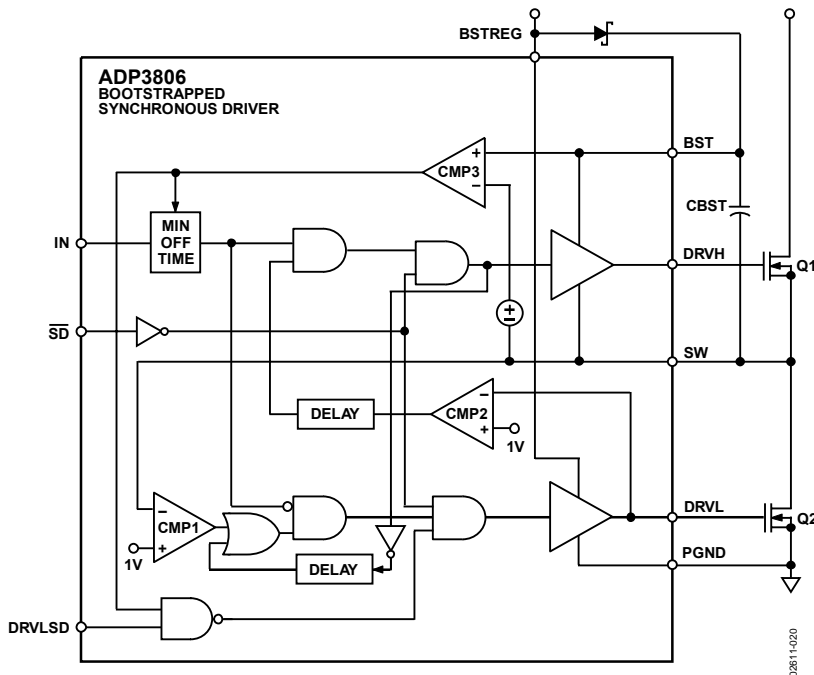 BSTREG
ADP3806
BOOTSTRAPPED
SYNCHRONOUS DRIVER
BST
+
CMP3
−
CBST
MIN
OFF
TIME
IN
DRVH
Q1
+
−
SD
SW
DELAY
−
CMP2
+
1V
DRVL
Q2
−
CMP1
+
1V
DELAY
PGND
DRVLSD
02611-020